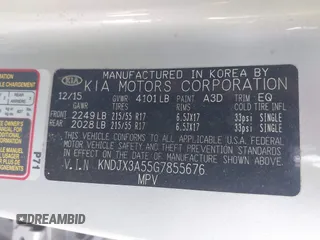 MANUFACTURED IN KOREA BY
KIA KIA MOTORS CORPORATION
12/15 GVWR 4101LB PAINT A3D TRIM EQ
GAWR TIRES RIMS COLD TIRE INFL
FRONT 2249LB 215/55 R17 6.5JX17 33psi SINGLE
REAR 2028LB 215/55 R17 6.5JX17 33psi SINGLE
THIS VEHICLE CONFORMS TO ALL APPLICABLE U.S.A FEDERAL
MOTOR VEHICLE SAFETY AND THEFT PREVENTION STANDARDS
IN EFFECT ON THE DATE OF MANUFACTURE SHOWN ABOVE.
V.I.N KNDJX3A55G7855676
MPV
P71
DREAMBID
DREAMBID.COM